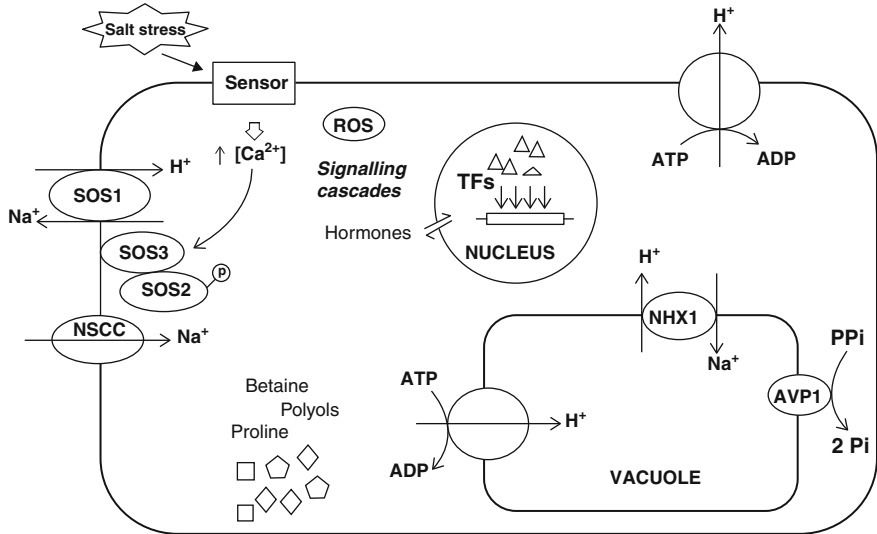 Salt stress
Sensor
↑ [Ca²⁺]
ROS
Signalling
cascades
Hormones
TFs
NUCLEUS
H⁺
ATP
ADP
H⁺
SOS1
Na⁺
SOS3
SOS2
P
NSCC
Na⁺
Betaine
Polyols
Proline
ATP
ADP
H⁺
H⁺
NHX1
Na⁺
AVP1
PPi
2 Pi
VACUOLE